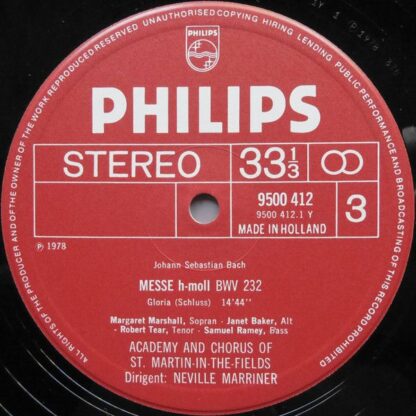 ALL RIGHTS OF THE PRODUCER AND OF THE OWNER OF THE WORK REPRODUCED RESERVED UNAUTHORISED COPYING HIRING LENDING PUBLIC PERFORMANCE AND BROADCASTING OF THIS RECORD PROHIBITED
PHILIPS
PHILIPS
STEREO 33 1/3
9500 412
9500 412.1 Y
3
MADE IN HOLLAND
℗ 1978
Johann Sebastian Bach
MESSE h-moll BWV 232
Gloria (Schluss) 14'44''
Margaret Marshall, Sopran - Janet Baker, Alt
- Robert Tear, Tenor - Samuel Ramey, Bass
ACADEMY AND CHORUS OF
ST. MARTIN-IN-THE-FIELDS
Dirigent: NEVILLE MARRINER